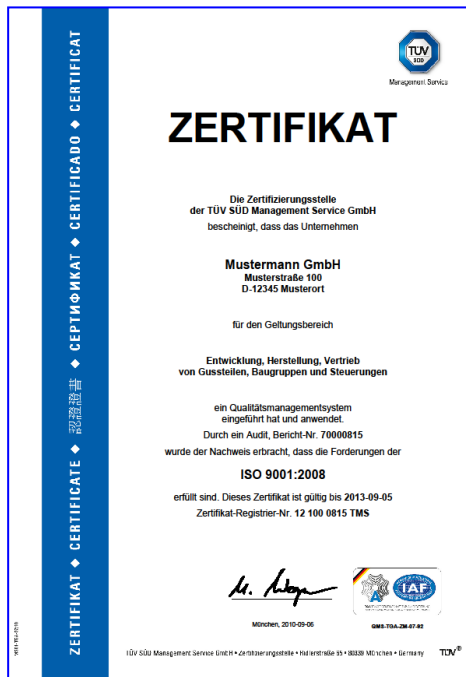 TÜV
SÜD
Management Service
ZERTIFIKAT
Die Zertifizierungsstelle
der TÜV SÜD Management Service GmbH
bescheinigt, dass das Unternehmen
Mustermann GmbH
Musterstraße 100
D-12345 Musterort
für den Geltungsbereich
Entwicklung, Herstellung, Vertrieb
von Gussteilen, Baugruppen und Steuerungen
ein Qualitätsmanagementsystem
eingeführt hat und anwendet.
Durch ein Audit, Bericht-Nr. 70000815
wurde der Nachweis erbracht, dass die Forderungen der
ISO 9001:2008
erfüllt sind. Dieses Zertifikat ist gültig bis 2013-09-05
Zertifikat-Registrier-Nr. 12 100 0815 TMS
München, 2010-09-06
IAF
QMS-TGA-ZM-07-92
TÜV SÜD Management Service GmbH • Zertifizierungsstelle • Ridlerstraße 65 • 80339 München • Germany
TÜV®
ZERTIFIKAT ◆ CERTIFICATE ◆ 認證證書 ◆ СЕРТИФИКАТ ◆ CERTIFICADO ◆ CERTIFICAT